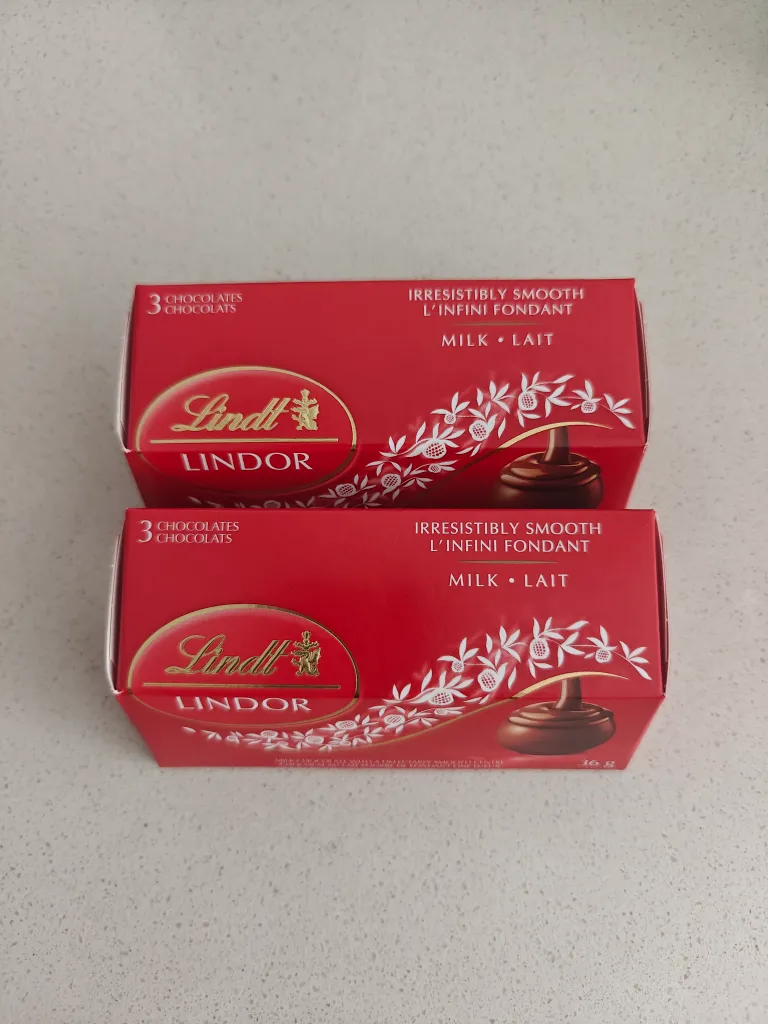 3 CHOCOLATES
CHOCOLATS
IRRESISTIBLY SMOOTH
L'INFINI FONDANT
MILK • LAIT
Lindt
LINDOR
3 CHOCOLATES
CHOCOLATS
IRRESISTIBLY SMOOTH
L'INFINI FONDANT
MILK • LAIT
Lindt
LINDOR
36 g